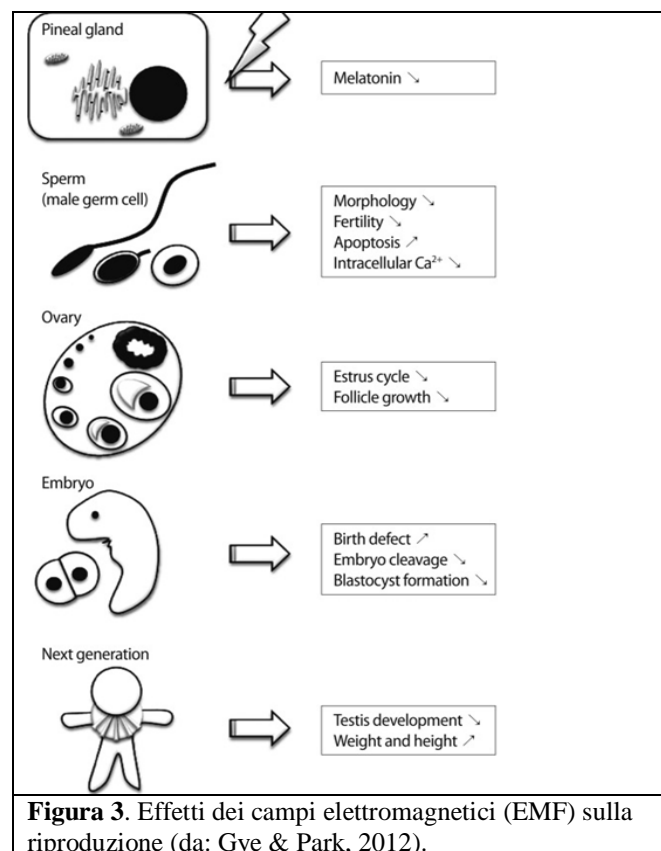 Pineal gland
Melatonin ↘
Sperm
(male germ cell)
Morphology ↘
Fertility ↘
Apoptosis ↗
Intracellular Ca²⁺ ↘
Ovary
Estrus cycle ↘
Follicle growth ↘
Embryo
Birth defect ↗
Embryo cleavage ↘
Blastocyst formation ↘
Next generation
Testis development ↘
Weight and height ↗
Figura 3. Effetti dei campi elettromagnetici (EMF) sulla
riproduzione (da: Gye & Park, 2012).